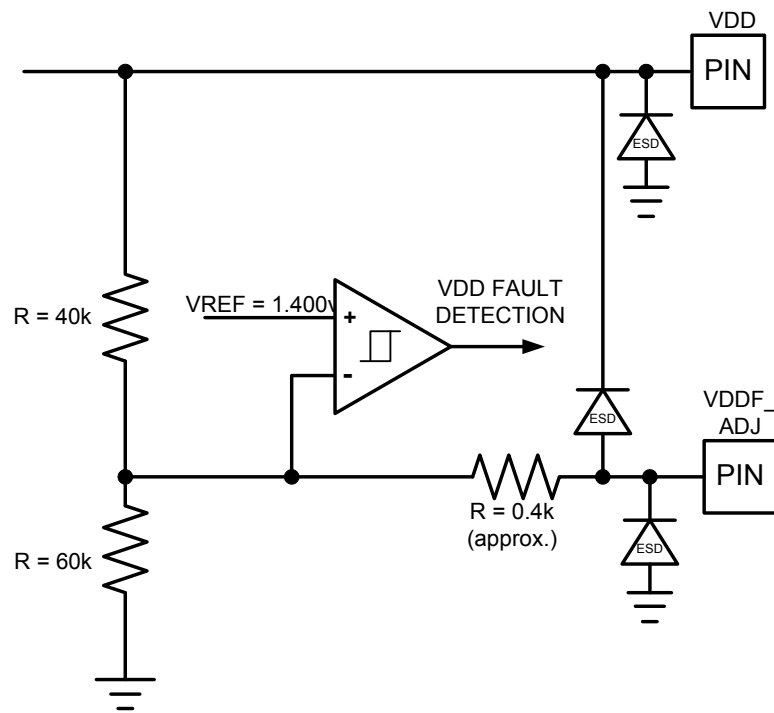 VDD
PIN
ESD
R = 40k
VREF = 1.400v
+
-
VDD FAULT
DETECTION
ESD
VDDF_
ADJ
PIN
R = 0.4k
(approx.)
ESD
R = 60k